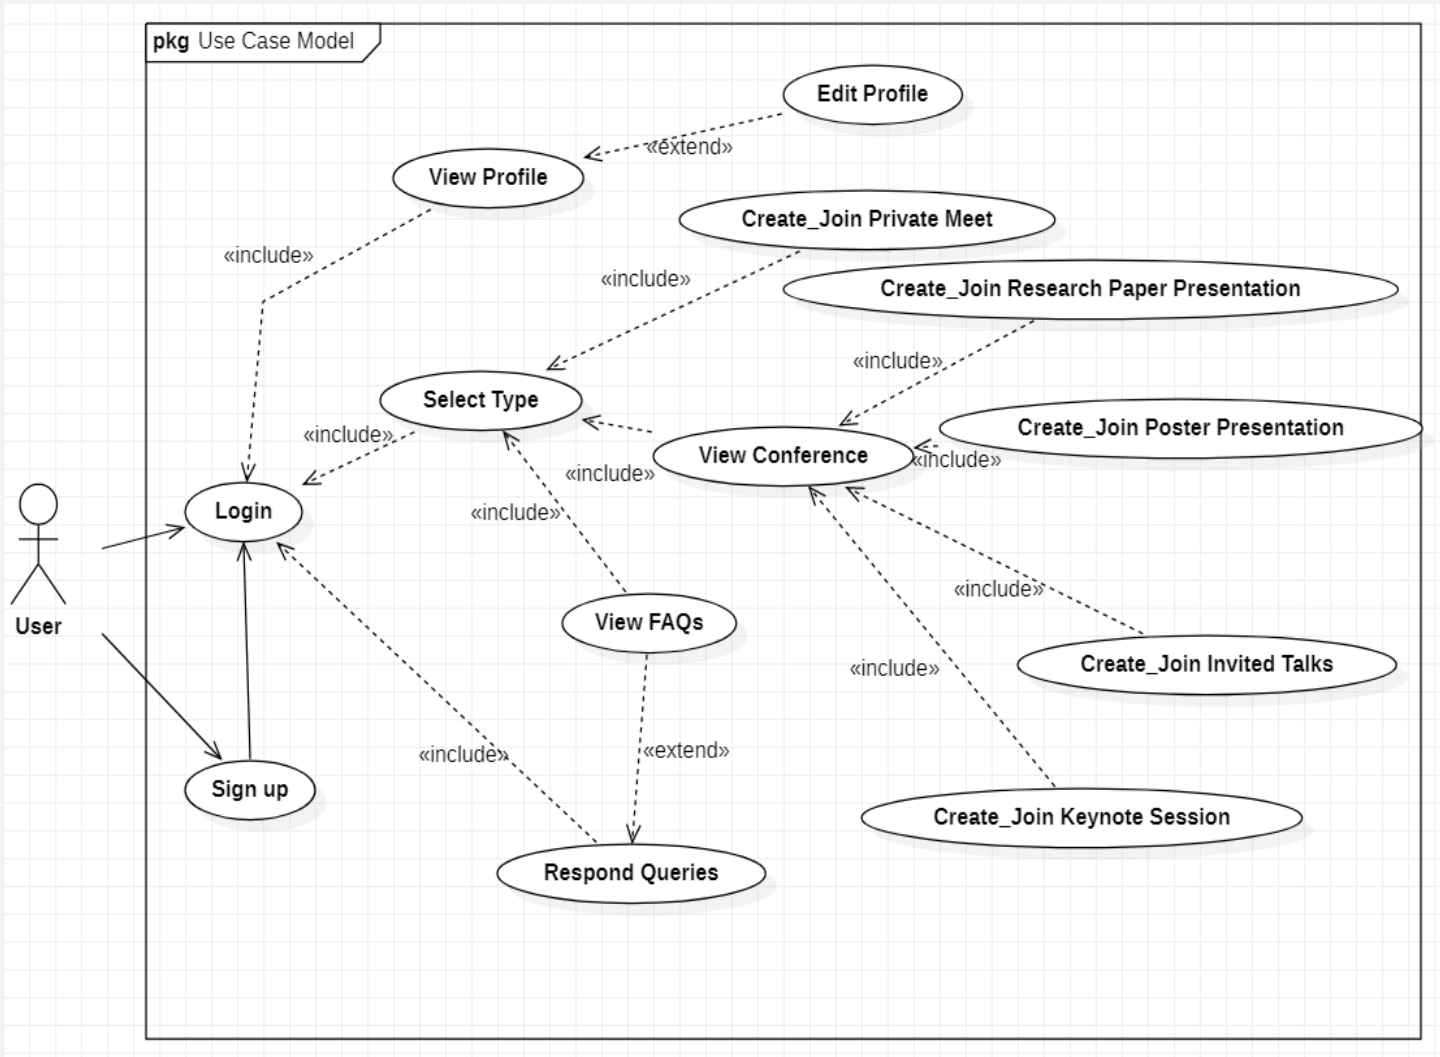 pkg Use Case Model
Edit Profile
«extend»
View Profile
Create_Join Private Meet
«include»
«include»
Create_Join Research Paper Presentation
«include»
Select Type
Create_Join Poster Presentation
«include»
View Conference
«include»
«include»
Login
«include»
«include»
User
View FAQs
Create_Join Invited Talks
«include»
«include»
«extend»
Sign up
Create_Join Keynote Session
Respond Queries